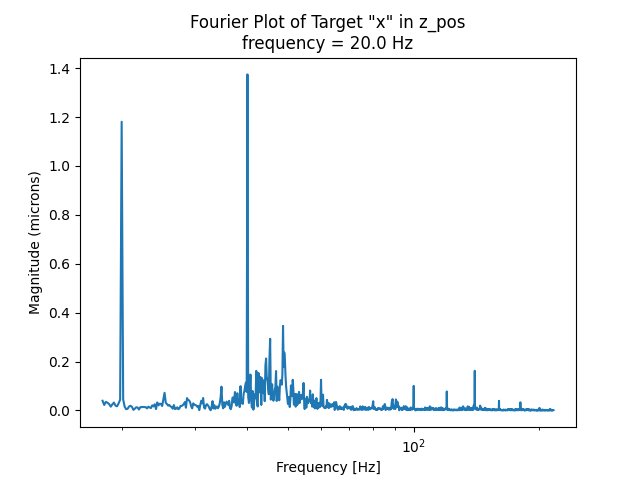 Fourier Plot of Target "x" in z_pos
frequency = 20.0 Hz
1.4
1.2
1.0
0.8
0.6
0.4
0.2
0.0
Magnitude (microns)
10²
Frequency [Hz]